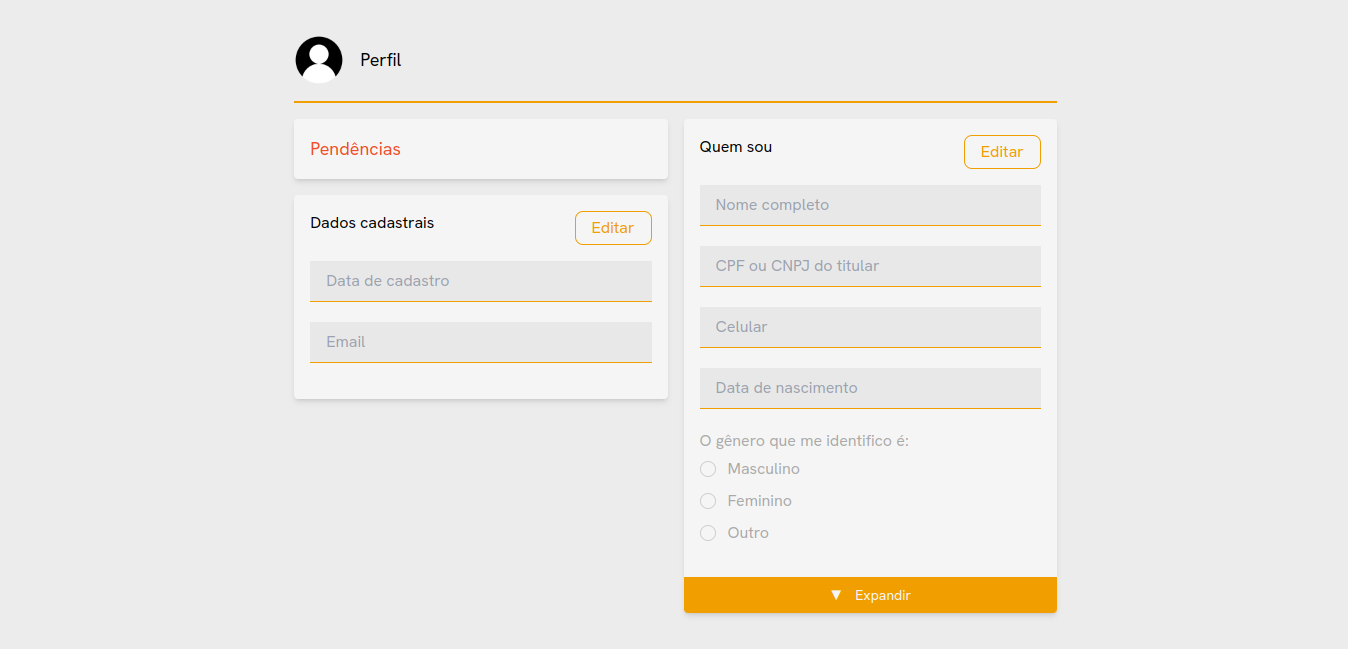 Perfil
Pendências
Dados cadastrais
Editar
Data de cadastro
Email
Quem sou
Editar
Nome completo
CPF ou CNPJ do titular
Celular
Data de nascimento
O gênero que me identifico é:
Masculino
Feminino
Outro
▼ Expandir